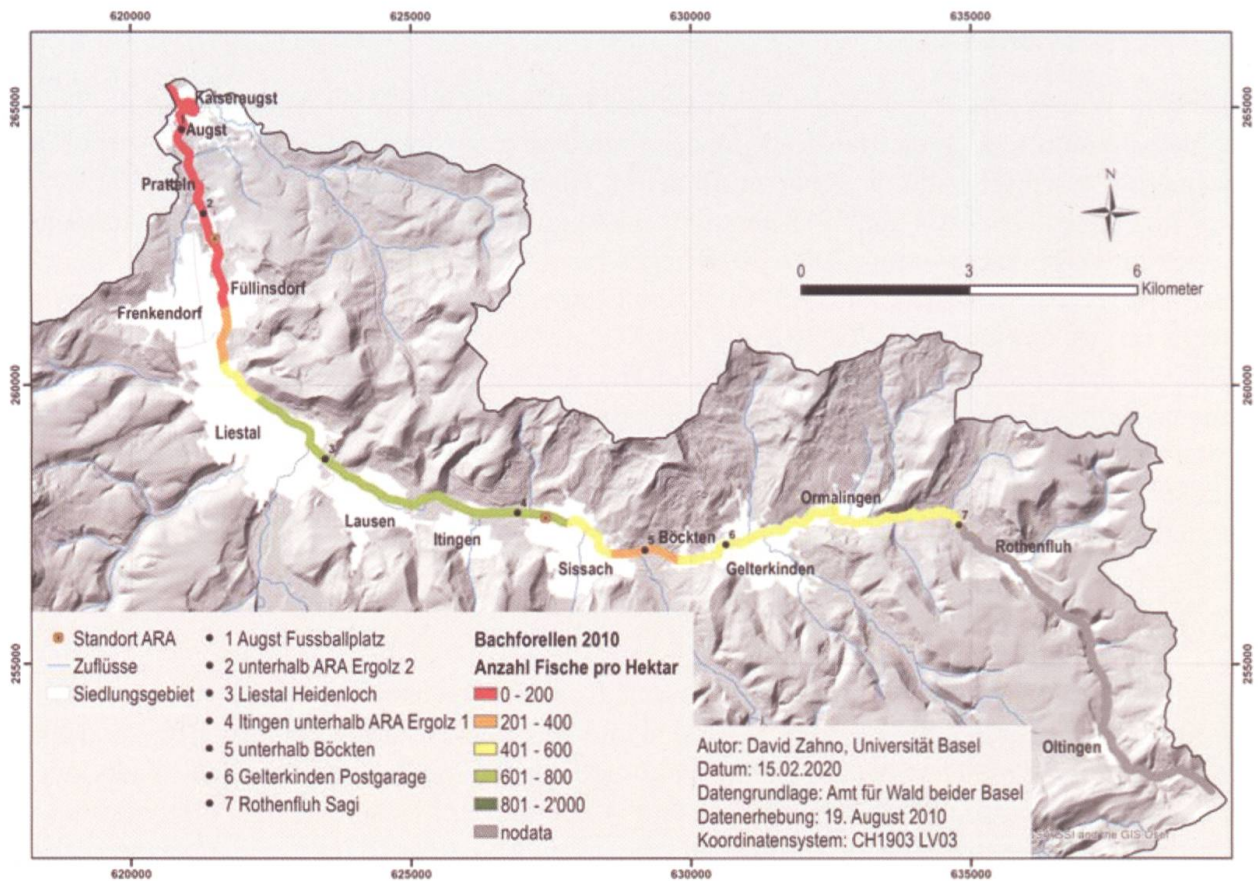 620000 625000 630000 635000
265000
265000
260000
260000
255000
255000
Kaiseraugst
Augst
Pratteln
2
Füllinsdorf
Frenkendorf
Liestal
3
Lausen
4
Itingen
Sissach
5 Böckten
6
Gelterkinden
Ormalingen
7
Rothenfluh
Oltingen
N
0 3 6
Kilometer
Standort ARA
Zuflüsse
Siedlungsgebiet
1 Augst Fussballplatz
2 unterhalb ARA Ergolz 2
3 Liestal Heidenloch
4 Itingen unterhalb ARA Ergolz 1
5 unterhalb Böckten
6 Gelterkinden Postgarage
7 Rothenfluh Sagi
Bachforellen 2010
Anzahl Fische pro Hektar
0 - 200
201 - 400
401 - 600
601 - 800
801 - 2'000
nodata
Autor: David Zahno, Universität Basel
Datum: 15.02.2020
Datengrundlage: Amt für Wald beider Basel
Datenerhebung: 19. August 2010
Koordinatensystem: CH1903 LV03
and the GIS User
620000 625000 630000 635000